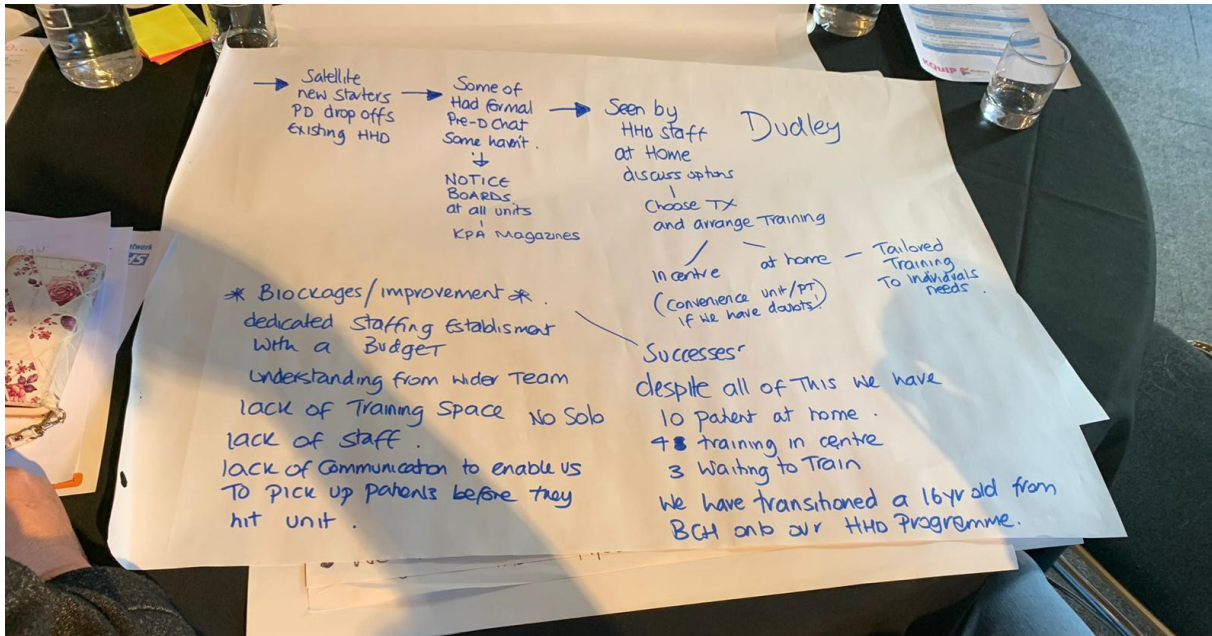 → Satellite
new starters
PD drop offs
Existing HHD
→ Some of
Had formal
Pre-D Chat
Some haven't.
↓
NOTICE
BOARDS
at all units
KPA Magazines
→ Seen by
HHD staff
at Home
discuss options
Choose TX
and arrange Training
In centre
(Convenience unit/PT)
if we have doubts!
at home — Tailored
Training
To individuals
needs.
Dudley
* Blockages/improvement *.
dedicated staffing Establisment
with a Budget
understanding from wider Team
lack of Training Space No Solo
lack of staff.
lack of Communication to enable us
To pick up patients before they
hit unit.
Successes
despite all of This we have
10 patient at home.
4 training in centre
3 Waiting to Train
We have transitioned a 16yr old from
BCH onto our HHD Programme.
KQUIP